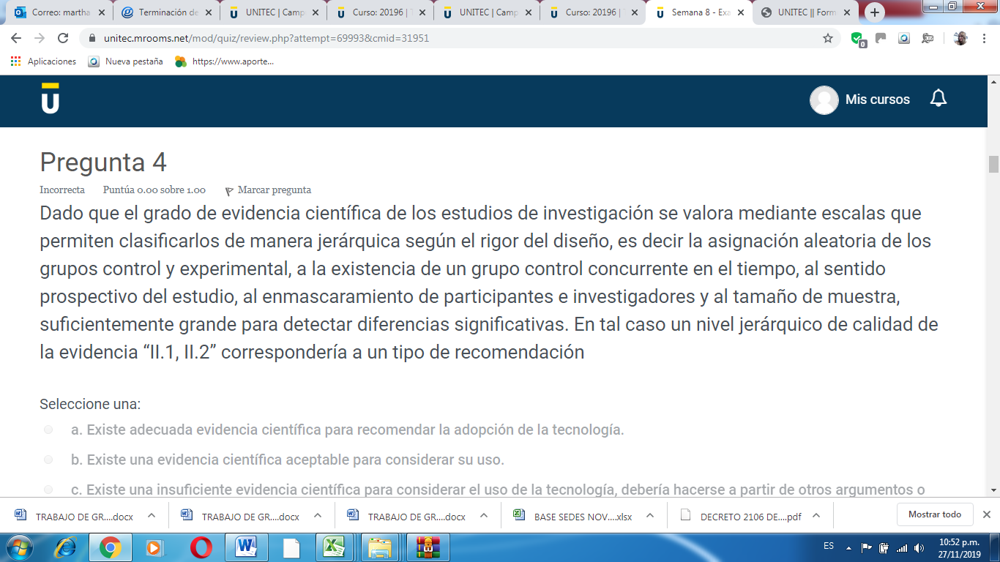 Correo: martha
Terminación de
UNITEC | Camp
Curso: 20196 | T
UNITEC | Camp
Curso: 20196 | T
Semana 8 - Exa
UNITEC || Form
unitec.mrooms.net/mod/quiz/review.php?attempt=69993&cmid=31951
0
Aplicaciones
Nueva pestaña
https://www.aporte...
U
Mis cursos
Pregunta 4
Incorrecta Puntúa 0.00 sobre 1.00 Marcar pregunta
Dado que el grado de evidencia científica de los estudios de investigación se valora mediante escalas que
permiten clasificarlos de manera jerárquica según el rigor del diseño, es decir la asignación aleatoria de los
grupos control y experimental, a la existencia de un grupo control concurrente en el tiempo, al sentido
prospectivo del estudio, al enmascaramiento de participantes e investigadores y al tamaño de muestra,
suficientemente grande para detectar diferencias significativas. En tal caso un nivel jerárquico de calidad de
la evidencia “II.1, II.2” correspondería a un tipo de recomendación
Seleccione una:
a. Existe adecuada evidencia científica para recomendar la adopción de la tecnología.
b. Existe una evidencia científica aceptable para considerar su uso.
c. Existe una insuficiente evidencia científica para considerar el uso de la tecnología, debería hacerse a partir de otros argumentos o
TRABAJO DE GR....docx
TRABAJO DE GR....docx
TRABAJO DE GR....docx
BASE SEDES NOV....xlsx
DECRETO 2106 DE....pdf
Mostrar todo
ES
10:52 p.m.
27/11/2019